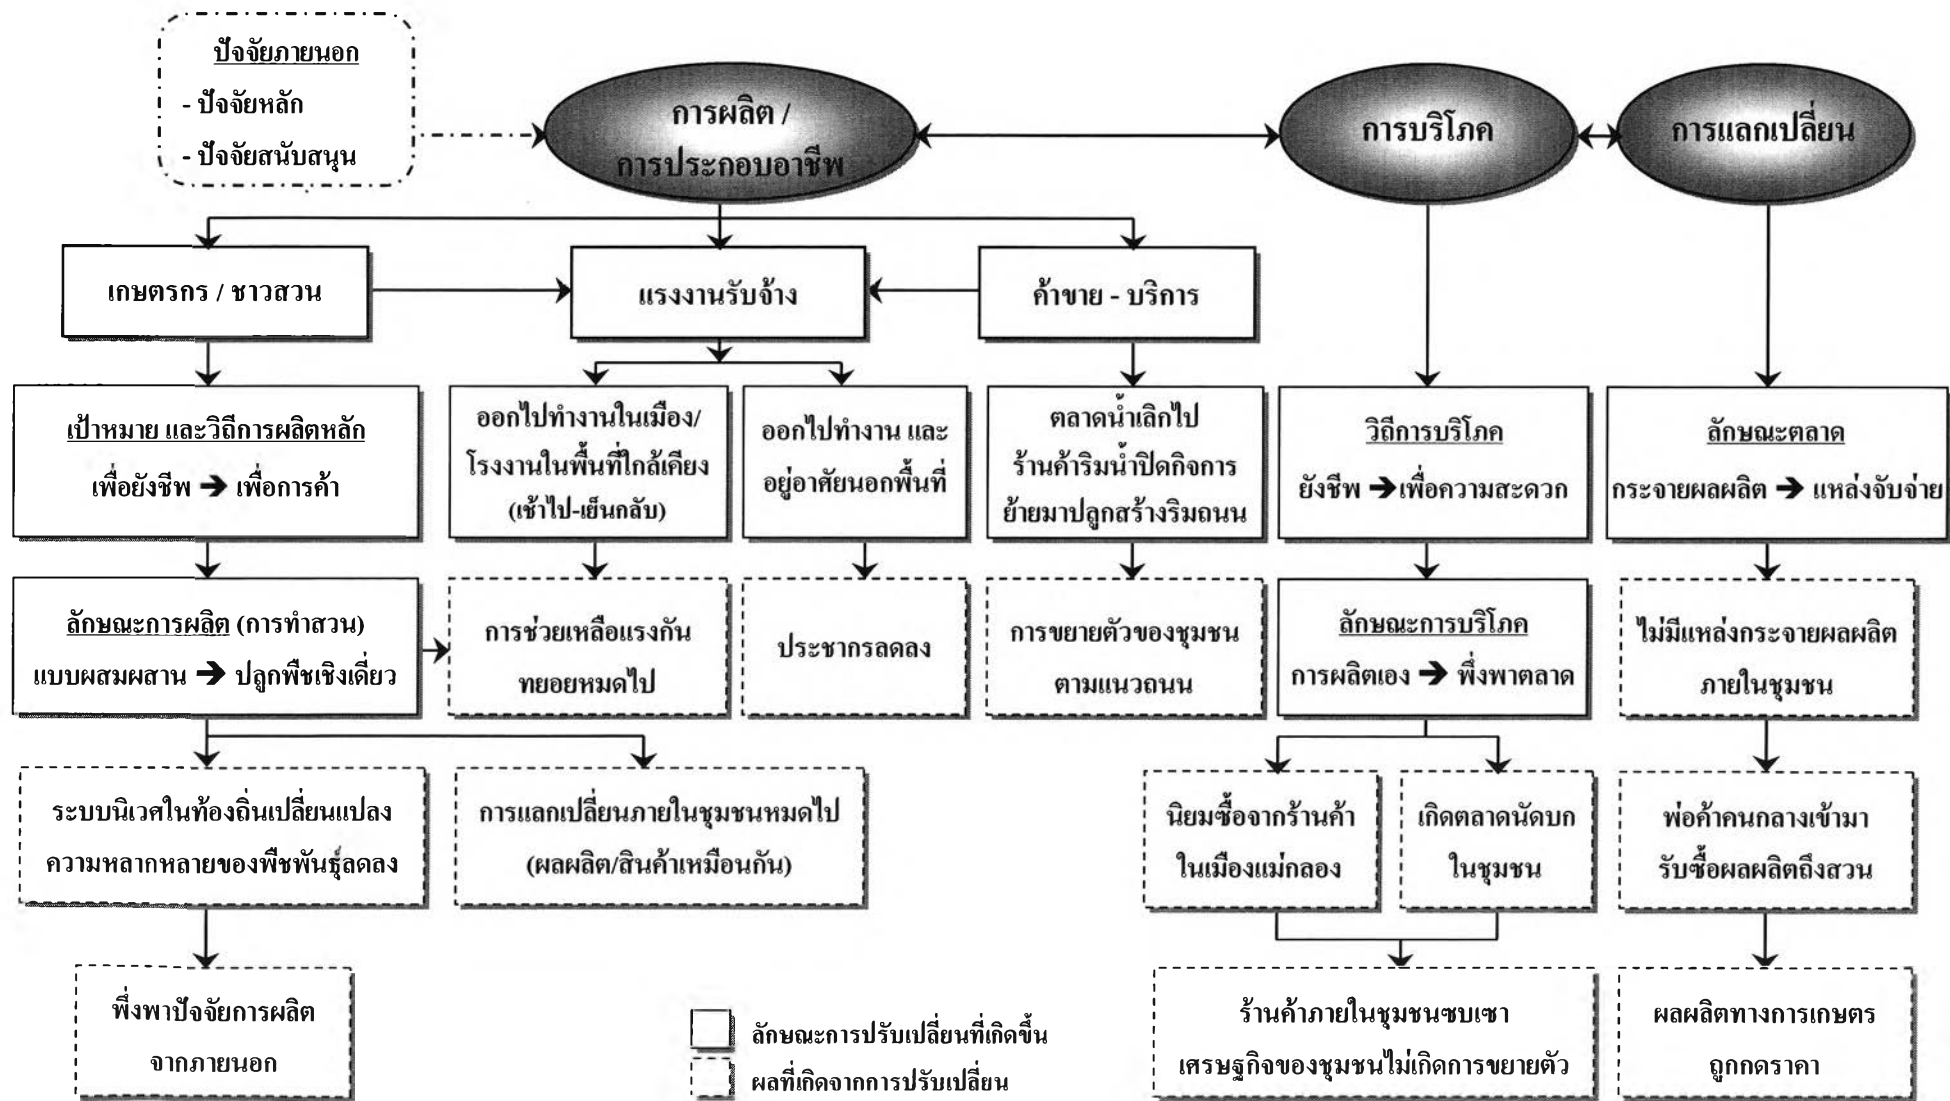 ปัจจัยภายนอก
- ปัจจัยหลัก
- ปัจจัยสนับสนุน
การผลิต /
การประกอบอาชีพ
การบริโภค
การแลกเปลี่ยน
เกษตรกร / ชาวสวน
แรงงานรับจ้าง
ค้าขาย - บริการ
เป้าหมาย และวิถีการผลิตหลัก
เพื่อยังชีพ ➔ เพื่อการค้า
ออกไปทำงานในเมือง/
โรงงานในพื้นที่ใกล้เคียง
(เช้าไป-เย็นกลับ)
ออกไปทำงาน และ
อยู่อาศัยนอกพื้นที่
ตลาดน้ำเลิกไป
ร้านค้าริมน้ำปิดกิจการ
ย้ายมาปลูกสร้างริมถนน
วิถีการบริโภค
ยังชีพ ➔ เพื่อความสะดวก
ลักษณะตลาด
กระจายผลผลิต ➔ แหล่งจับจ่าย
ลักษณะการผลิต (การทำสวน)
แบบผสมผสาน ➔ ปลูกพืชเชิงเดี่ยว
การช่วยเหลือแรงกัน
ทยอยหมดไป
ประชากรลดลง
การขยายตัวของชุมชน
ตามแนวถนน
ลักษณะการบริโภค
การผลิตเอง ➔ พึ่งพาตลาด
ไม่มีแหล่งกระจายผลผลิต
ภายในชุมชน
ระบบนิเวศในท้องถิ่นเปลี่ยนแปลง
ความหลากหลายของพืชพันธุ์ลดลง
การแลกเปลี่ยนภายในชุมชนหมดไป
(ผลผลิต/สินค้าเหมือนกัน)
นิยมซื้อจากร้านค้า
ในเมืองแม่กลอง
เกิดตลาดนัดบก
ในชุมชน
พ่อค้าคนกลางเข้ามา
รับซื้อผลผลิตถึงสวน
พึ่งพาปัจจัยการผลิต
จากภายนอก
ร้านค้าภายในชุมชนซบเซา
เศรษฐกิจของชุมชนไม่เกิดการขยายตัว
ผลผลิตทางการเกษตร
ถูกกดราคา
ลักษณะการปรับเปลี่ยนที่เกิดขึ้น
ผลที่เกิดจากการปรับเปลี่ยน